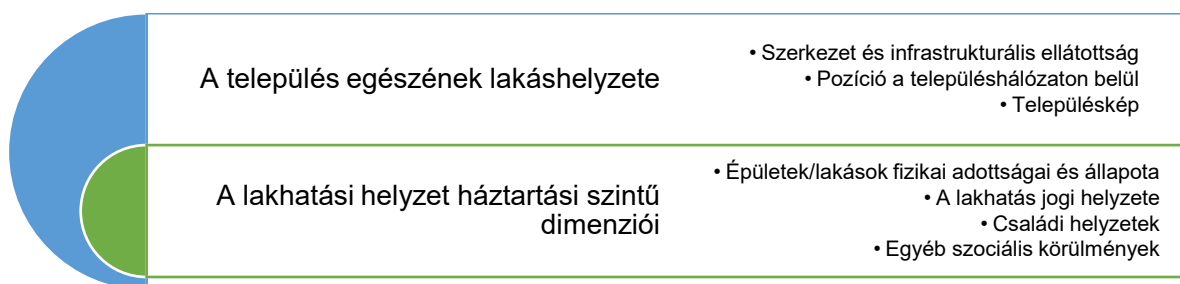 A település egészének lakáshelyzete
• Szerkezet és infrastrukturális ellátottság
• Pozíció a településhálózaton belül
• Településkép
A lakhatási helyzet háztartási szintű
dimenziói
• Épületek/lakások fizikai adottságai és állapota
• A lakhatás jogi helyzete
• Családi helyzetek
• Egyéb szociális körülmények